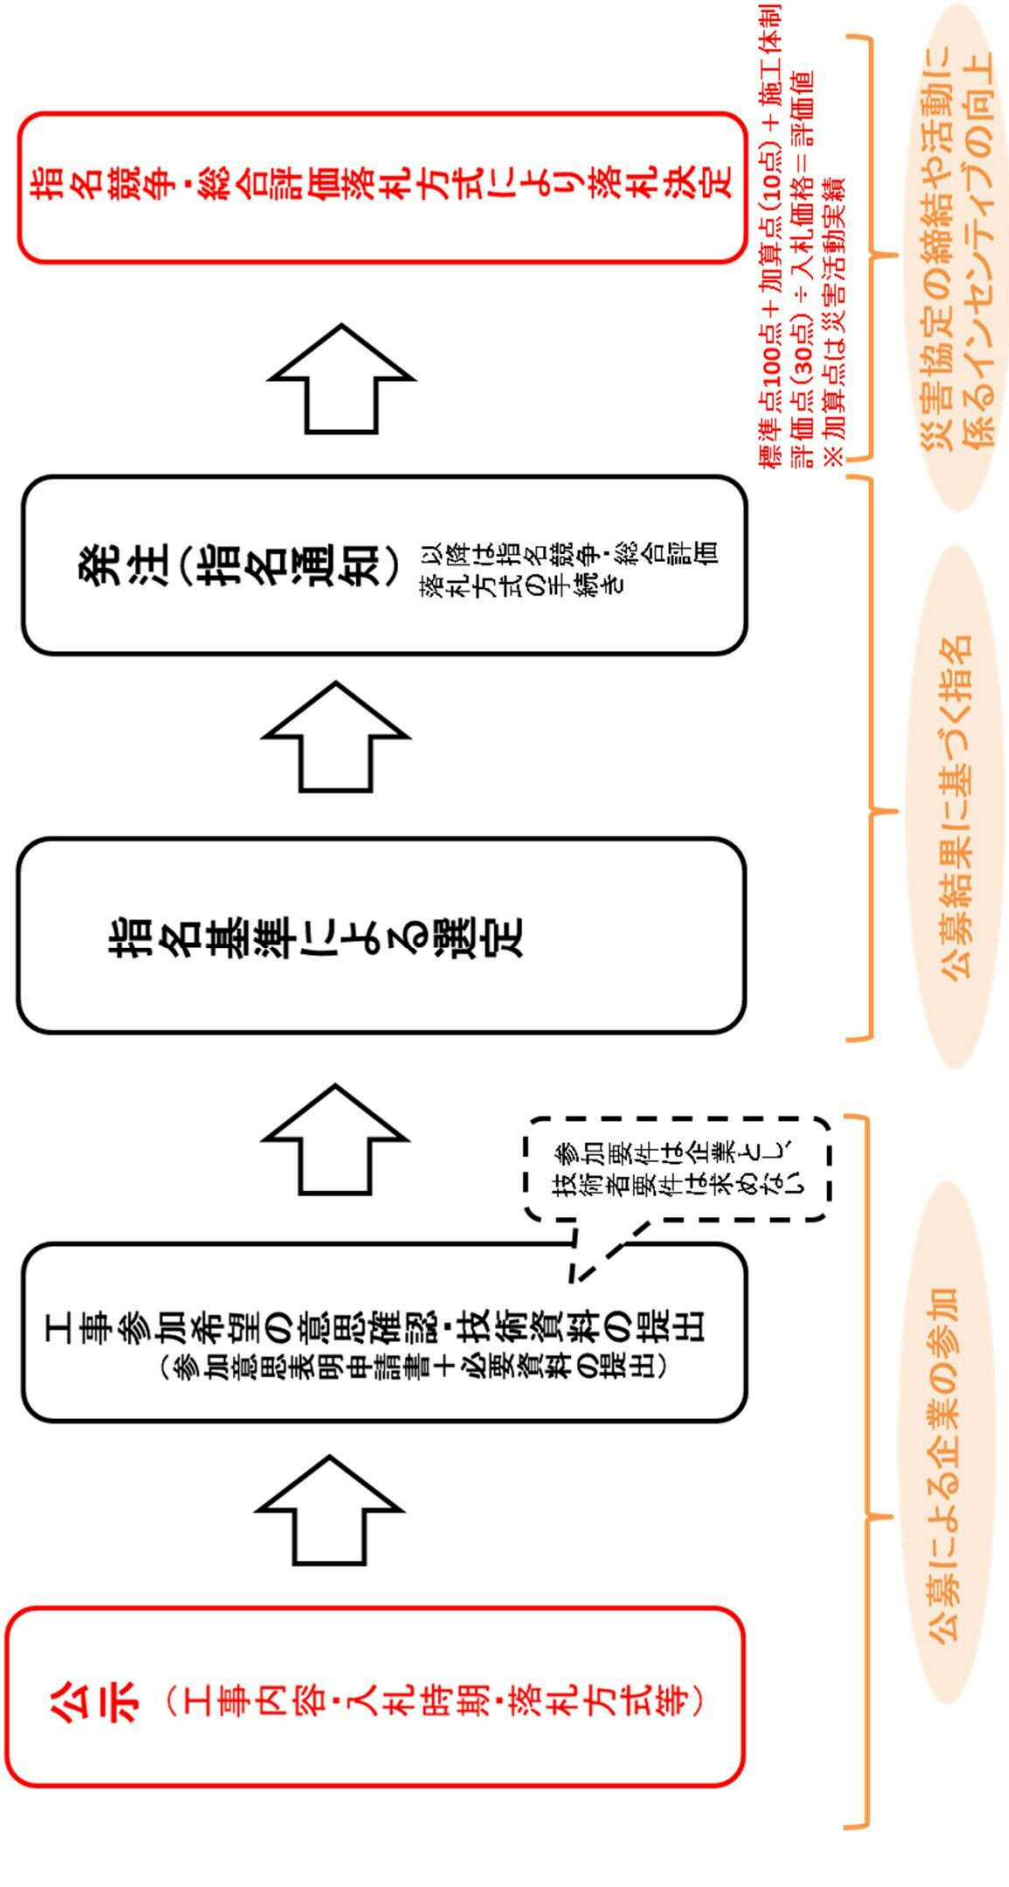 公示
（工事内容・入札時期・落札方式等）
工事参加希望の意思確認・技術資料の提出
（参加意思表明申請書＋必要資料の提出）
参加要件は企業とし、
技術者要件は求めない
指名基準による選定
発注（指名通知）
以降は指名競争・総合評価
落札方式の手続き
指名競争・総合評価落札方式により落札決定
標準点100点＋加算点（10点）＋施工体制
評価点（30点）÷入札価格＝評価値
※加算点は災害活動実績
公募による企業の参加
公募結果に基づく指名
災害協定の締結や活動に
係るインセンティブの向上